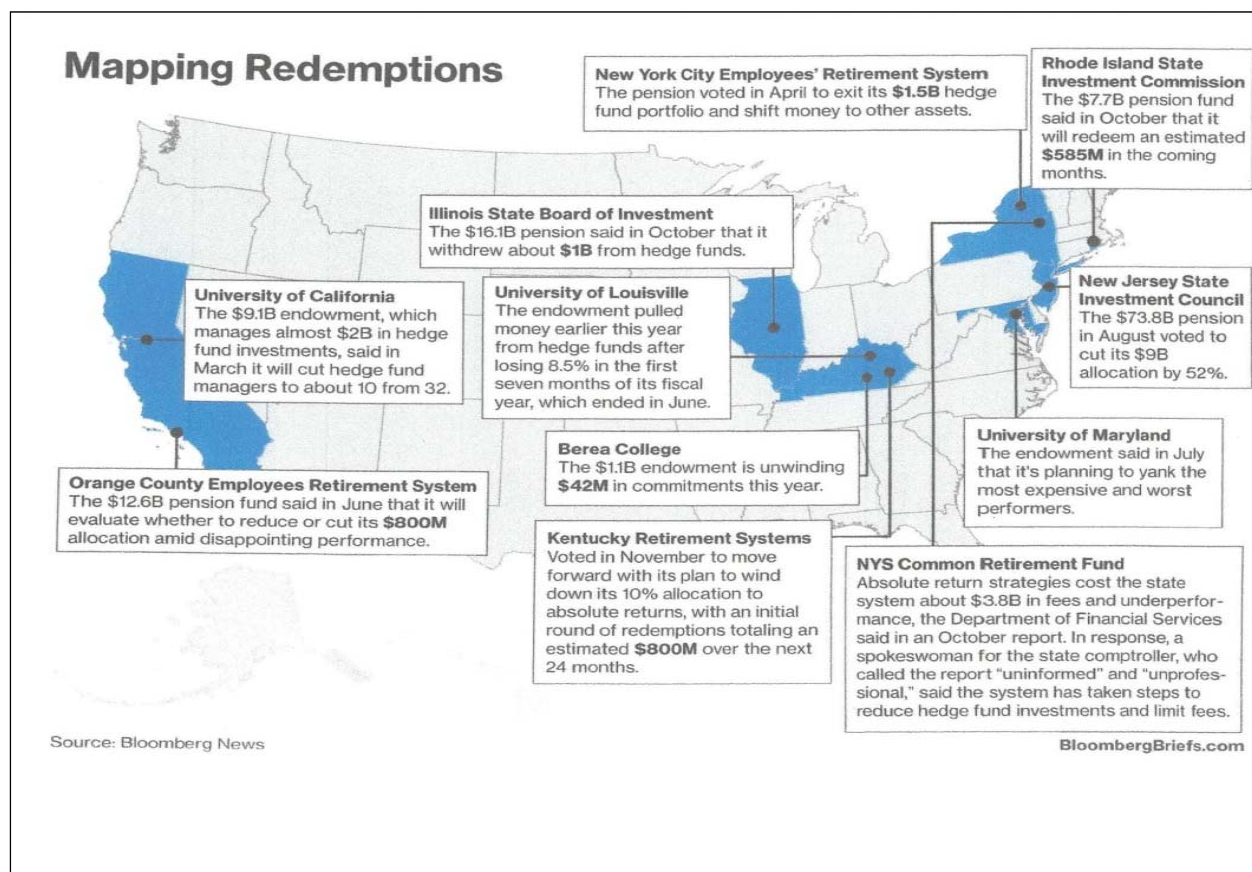 Mapping Redemptions
New York City Employees' Retirement System
The pension voted in April to exit its $1.5B hedge
fund portfolio and shift money to other assets.
Rhode Island State
Investment Commission
The $7.7B pension fund
said in October that it
will redeem an estimated
$585M in the coming
months.
Illinois State Board of Investment
The $16.1B pension said in October that it
withdrew about $1B from hedge funds.
University of California
The $9.1B endowment, which
manages almost $2B in hedge
fund investments, said in
March it will cut hedge fund
managers to about 10 from 32.
University of Louisville
The endowment pulled
money earlier this year
from hedge funds after
losing 8.5% in the first
seven months of its fiscal
year, which ended in June.
New Jersey State
Investment Council
The $73.8B pension
in August voted to
cut its $9B
allocation by 52%.
Berea College
The $1.1B endowment is unwinding
$42M in commitments this year.
University of Maryland
The endowment said in July
that it's planning to yank the
most expensive and worst
performers.
Orange County Employees Retirement System
The $12.6B pension fund said in June that it will
evaluate whether to reduce or cut its $800M
allocation amid disappointing performance.
Kentucky Retirement Systems
Voted in November to move
forward with its plan to wind
down its 10% allocation to
absolute returns, with an initial
round of redemptions totaling an
estimated $800M over the next
24 months.
NYS Common Retirement Fund
Absolute return strategies cost the state
system about $3.8B in fees and underperfor-
mance, the Department of Financial Services
said in an October report. In response, a
spokeswoman for the state comptroller, who
called the report "uninformed" and "unprofes-
sional," said the system has taken steps to
reduce hedge fund investments and limit fees.
Source: Bloomberg News
BloombergBriefs.com